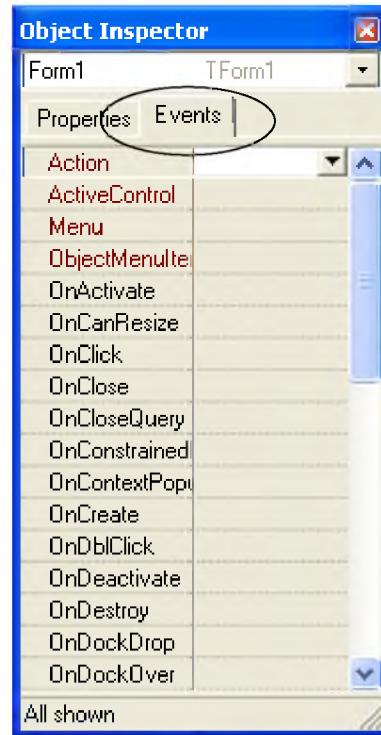 Object Inspector
Form1 TForm1
Properties Events
Action
ActiveControl
Menu
ObjectMenuIte
OnActivate
OnCanResize
OnClick
OnClose
OnCloseQuery
OnConstrained
OnContextPopu
OnCreate
OnDblClick
OnDeactivate
OnDestroy
OnDockDrop
OnDockOver
All shown